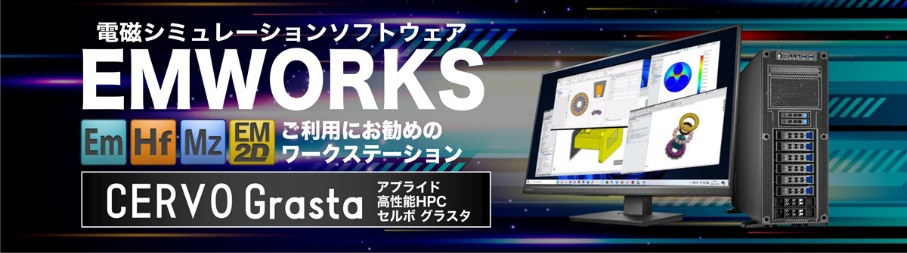 電磁シミュレーションソフトウェア
EMWORKS
Em Hf Mz EM2D
ご利用にお勧めの
ワークステーション
CERVO Grasta
アプライド
高性能HPC
セルボ グラスタ